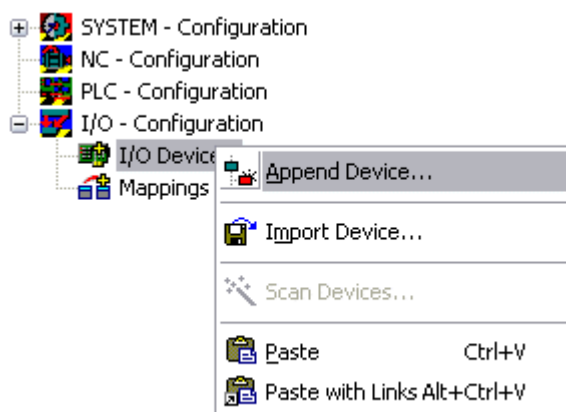 SYSTEM - Configuration
NC - Configuration
PLC - Configuration
I/O - Configuration
I/O Device
Append Device...
Mappings
Import Device...
Scan Devices...
Paste Ctrl+V
Paste with Links Alt+Ctrl+V